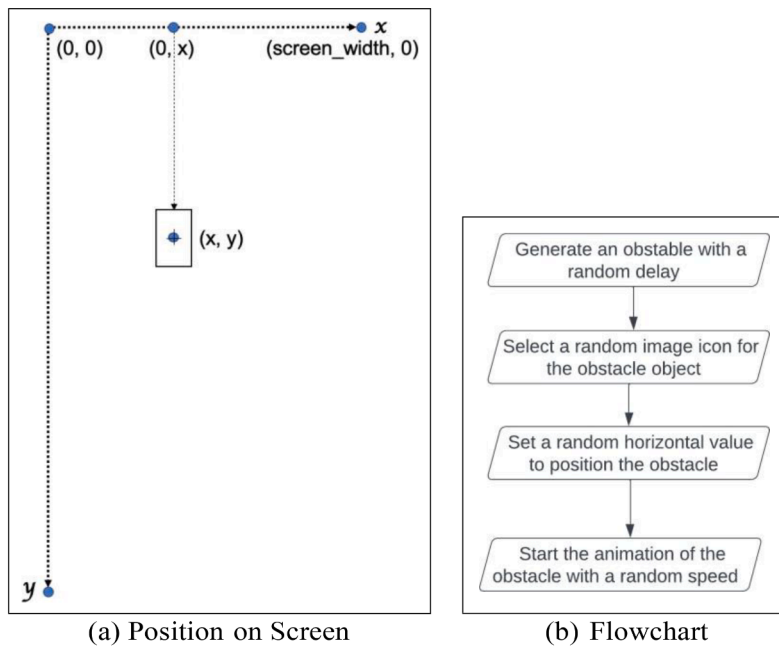 x
(0, 0) (0, x) (screen_width, 0)
(x, y)
y
(a) Position on Screen
Generate an obstable with a
random delay
Select a random image icon for
the obstacle object
Set a random horizontal value
to position the obstacle
Start the animation of the
obstacle with a random speed
(b) Flowchart